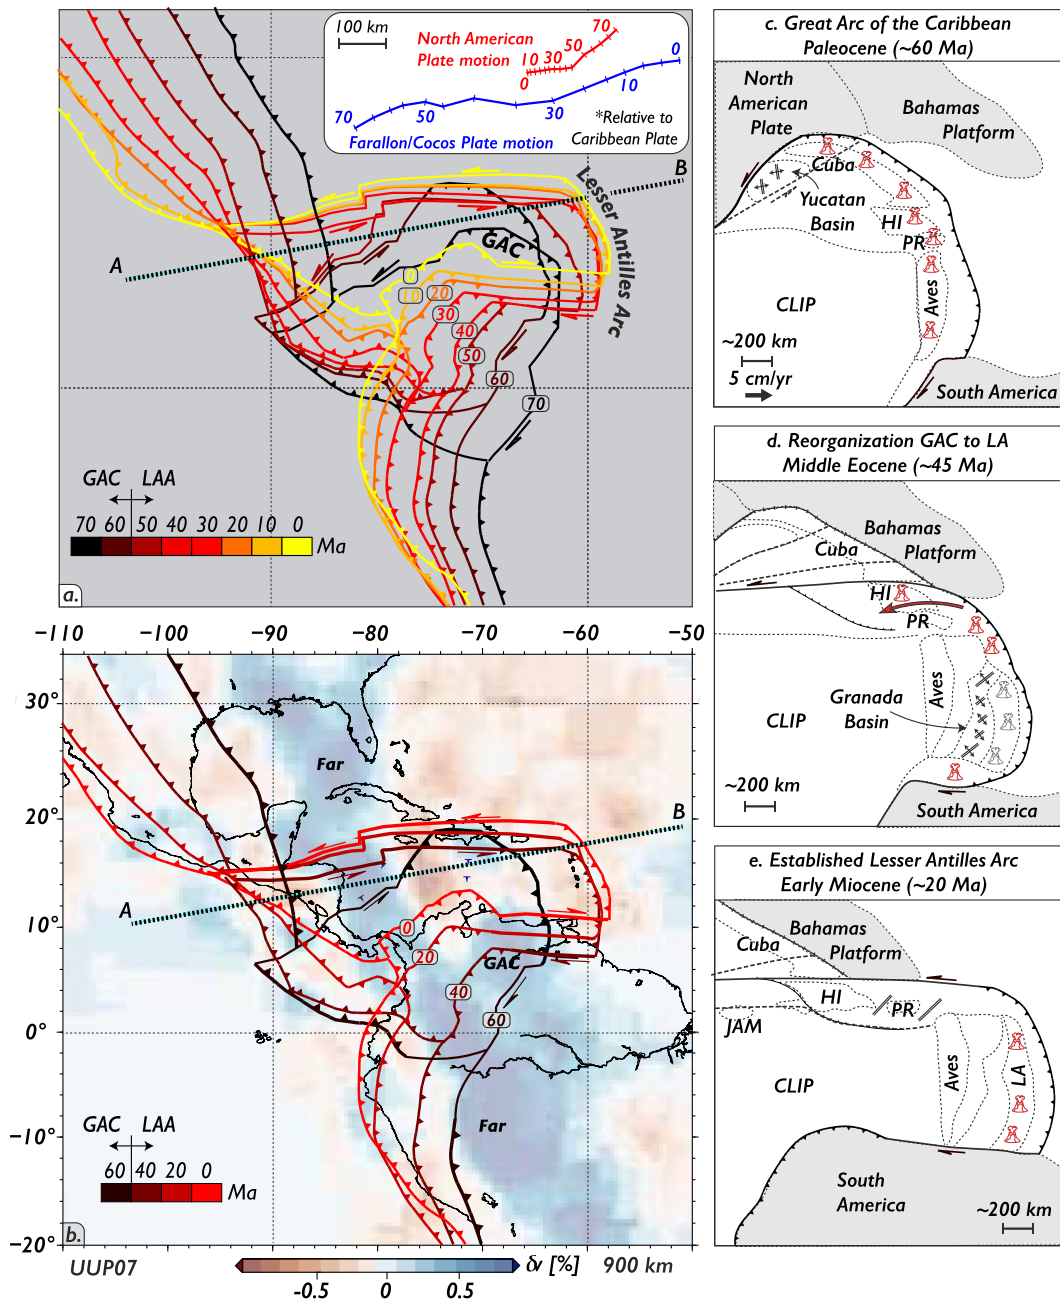 100 km
North American
Plate motion
70
50
10 30
0
0
10
30
50
70
*Relative to
Caribbean Plate
Farallon/Cocos Plate motion
A
B
Lesser Antilles Arc
GAC
0
10
20
30
40
50
60
70
GAC LAA
70 60 50 40 30 20 10 0
Ma
a.
-110 -100 -90 -80 -70 -60 -50
30°
20°
10°
0°
-10°
-20°
Far
A
B
0
20
GAC
40
60
Far
GAC LAA
60 40 20 0
Ma
b.
UUP07
-0.5 0 0.5
δv [%]
900 km
c. Great Arc of the Caribbean
Paleocene (~60 Ma)
North
American
Plate
Bahamas
Platform
Cuba
Yucatan
Basin
HI
PR
Aves
CLIP
~200 km
5 cm/yr
South America
d. Reorganization GAC to LA
Middle Eocene (~45 Ma)
Bahamas
Platform
Cuba
HI
PR
Aves
Granada
Basin
CLIP
~200 km
South America
e. Established Lesser Antilles Arc
Early Miocene (~20 Ma)
Cuba
Bahamas
Platform
HI
PR
JAM
Aves
LA
CLIP
South
America
~200 km